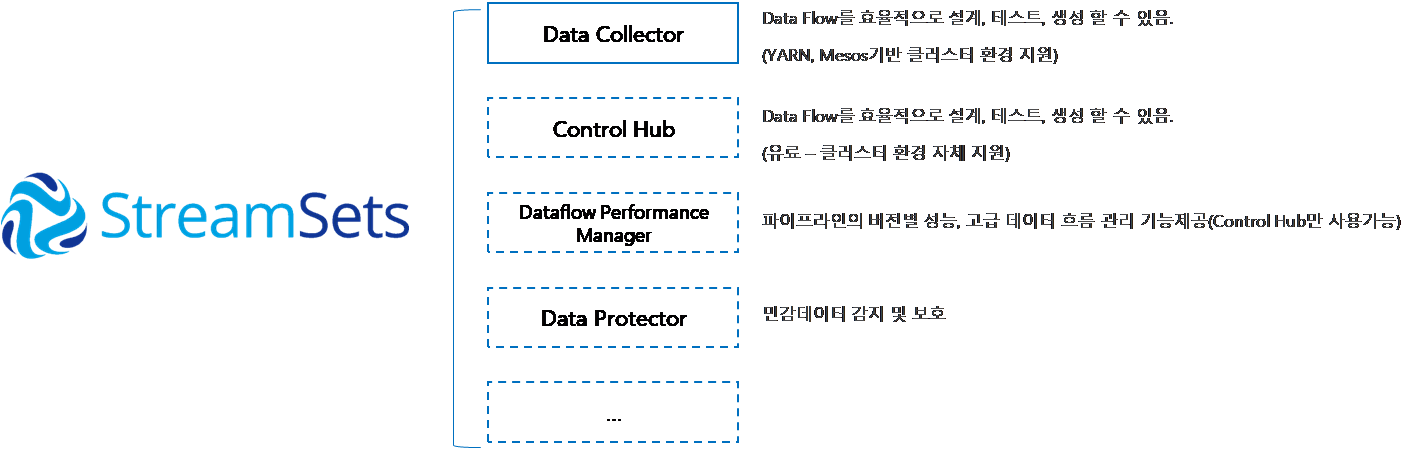 StreamSets
Data Collector
Data Flow를 효율적으로 설계, 테스트, 생성 할 수 있음.
(YARN, Mesos기반 클러스터 환경 지원)
Control Hub
Data Flow를 효율적으로 설계, 테스트, 생성 할 수 있음.
(유료 – 클러스터 환경 자체 지원)
Dataflow Performance
Manager
파이프라인의 버전별 성능, 고급 데이터 흐름 관리 기능제공(Control Hub만 사용가능)
Data Protector
민감데이터 감지 및 보호
...